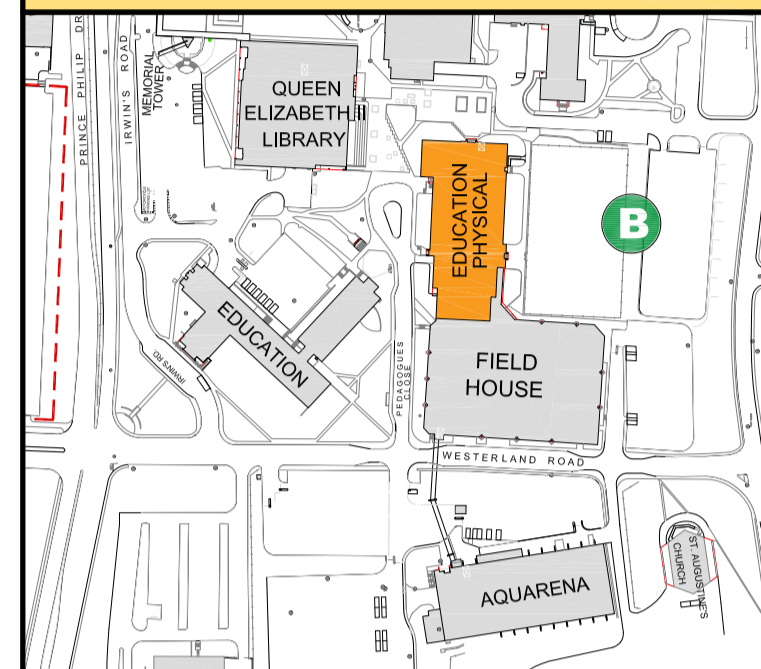 PRINCE PHILIP DR
IRWIN'S ROAD
MEMORIAL
TOWER
QUEEN
ELIZABETH II
LIBRARY
EDUCATION
PHYSICAL
B
EDUCATION
IRWIN'S RD.
PEDAGOGUES
CLOSE
FIELD
HOUSE
WESTERLAND ROAD
AQUARENA
ST. AUGUSTINE'S
CHURCH